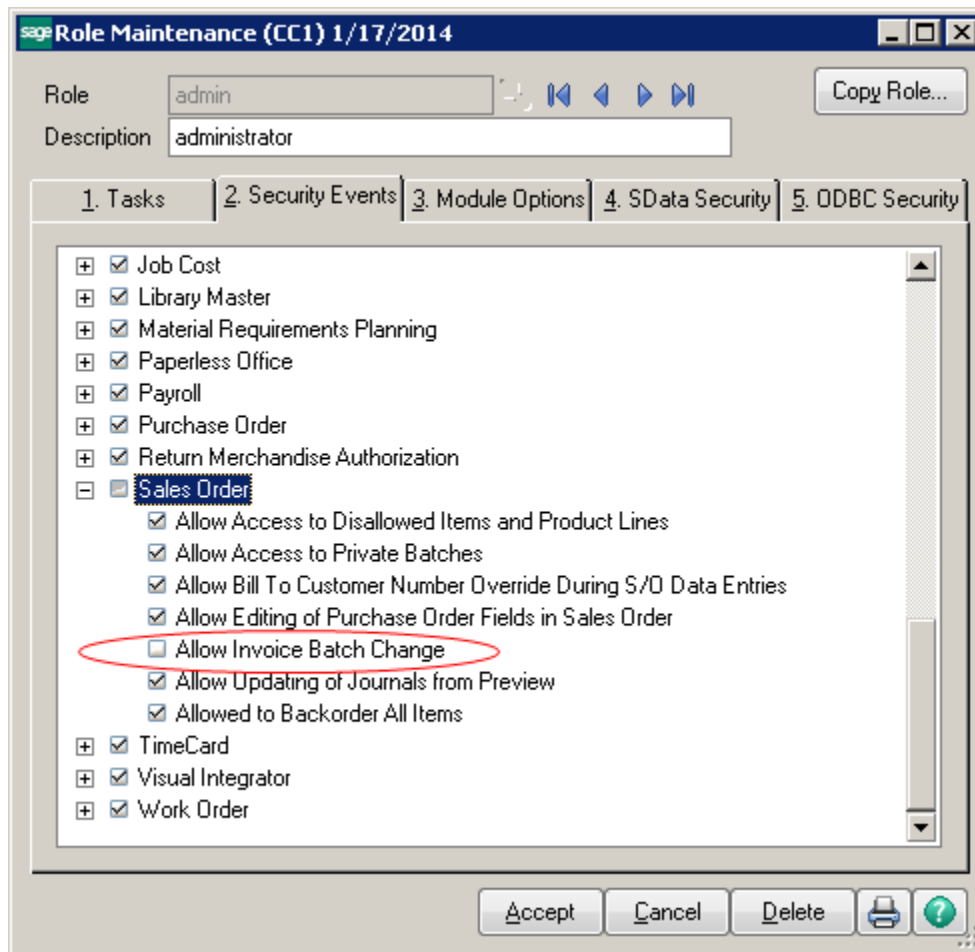 sage Role Maintenance (CC1) 1/17/2014
Role admin Copy Role...
Description administrator
1. Tasks 2. Security Events 3. Module Options 4. SData Security 5. ODBC Security
Job Cost
Library Master
Material Requirements Planning
Paperless Office
Payroll
Purchase Order
Return Merchandise Authorization
Sales Order
Allow Access to Disallowed Items and Product Lines
Allow Access to Private Batches
Allow Bill To Customer Number Override During S/O Data Entries
Allow Editing of Purchase Order Fields in Sales Order
Allow Invoice Batch Change
Allow Updating of Journals from Preview
Allowed to Backorder All Items
TimeCard
Visual Integrator
Work Order
Accept Cancel Delete ?